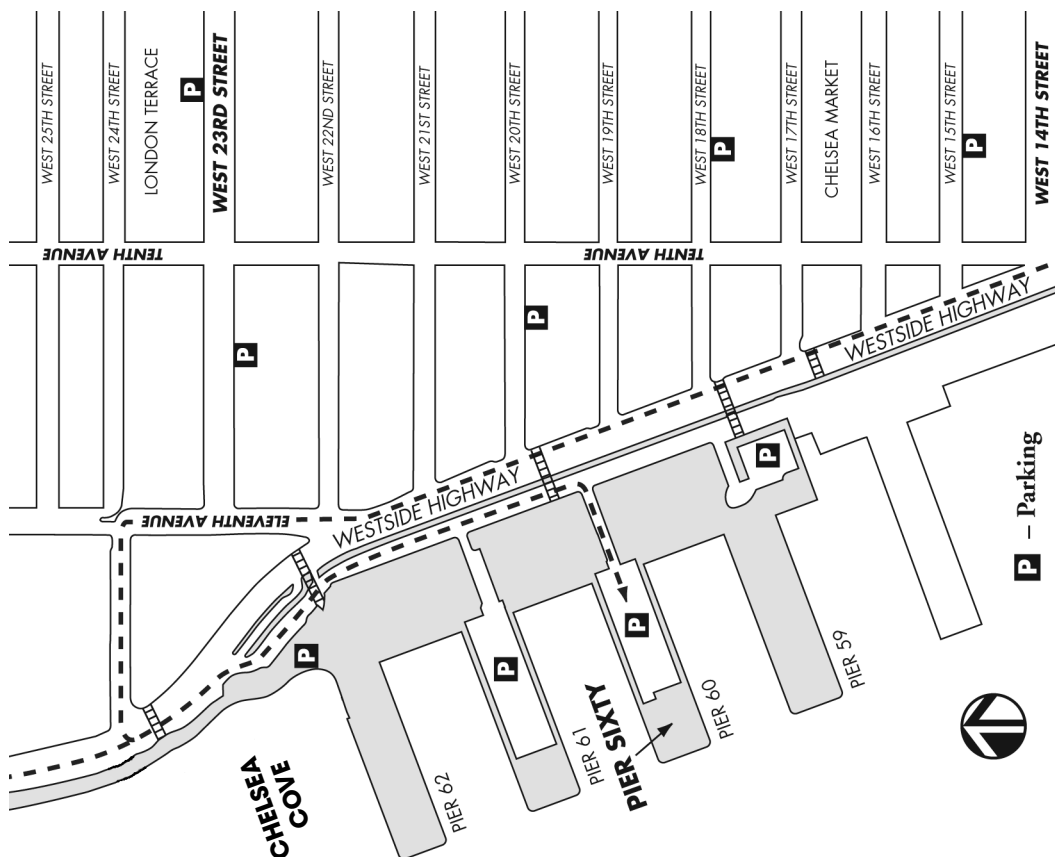 WEST 25TH STREET
WEST 24TH STREET
LONDON TERRACE
P
WEST 23RD STREET
WEST 22ND STREET
WEST 21ST STREET
WEST 20TH STREET
WEST 19TH STREET
WEST 18TH STREET
P
WEST 17TH STREET
CHELSEA MARKET
WEST 16TH STREET
WEST 15TH STREET
P
WEST 14TH STREET
TENTH AVENUE
TENTH AVENUE
P
P
WESTSIDE HIGHWAY
ELEVENTH AVENUE
WESTSIDE HIGHWAY
P
P
P
P
P – Parking
CHELSEA
COVE
PIER 62
PIER 61
PIER SIXTY
PIER 60
PIER 59